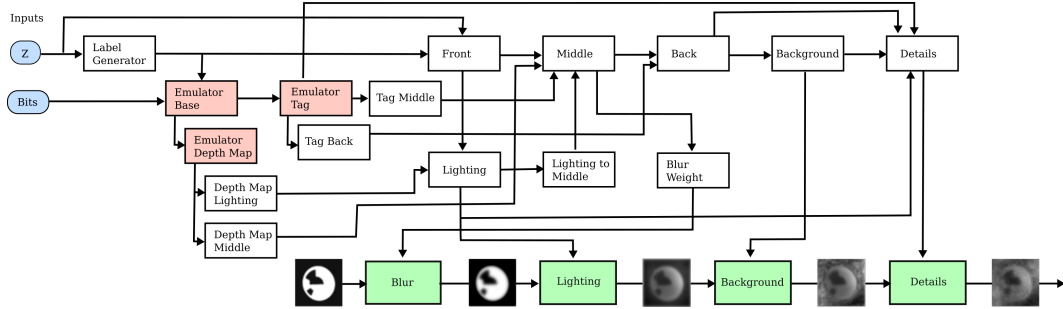 Inputs
Z
Label
Generator
Front
Middle
Back
Background
Details
Bits
Emulator
Base
Emulator
Tag
Tag Middle
Emulator
Depth Map
Tag Back
Lighting
Lighting to
Middle
Blur
Weight
Depth Map
Lighting
Depth Map
Middle
Blur
Lighting
Background
Details